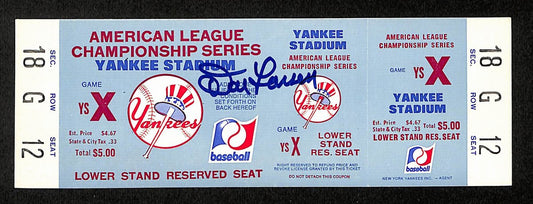 SEC. 18
ROW G
SEAT 12
AMERICAN LEAGUE
CHAMPIONSHIP SERIES
YANKEE STADIUM
GAME
VS X
Yankees
Est. Price $4.67
State & City Tax .33
Total $5.00
CONDITIONS
SET FORTH ON
BACK HEREOF
baseball
LOWER STAND RESERVED SEAT
Don Larsen
AMERICAN LEAGUE
CHAMPIONSHIP SERIES
YANKEE
STADIUM
GAME
VS X
Yankees
LOWER
STAND
RES. SEAT
RIGHT RESERVED TO REFUND PRICE AND
REVOKE LICENSE GRANTED BY THIS TICKET
DO NOT DETACH THIS COUPON
AMERICAN LEAGUE
CHAMPIONSHIP SERIES
GAME
VS X
YANKEE
STADIUM
LOWER STAND
RES. SEAT
Est. Price $4.67
State & City Tax .33
Total $5.00
baseball
NEW YORK YANKEES INC. - AGENT
SEC. 18
ROW G
SEAT 12